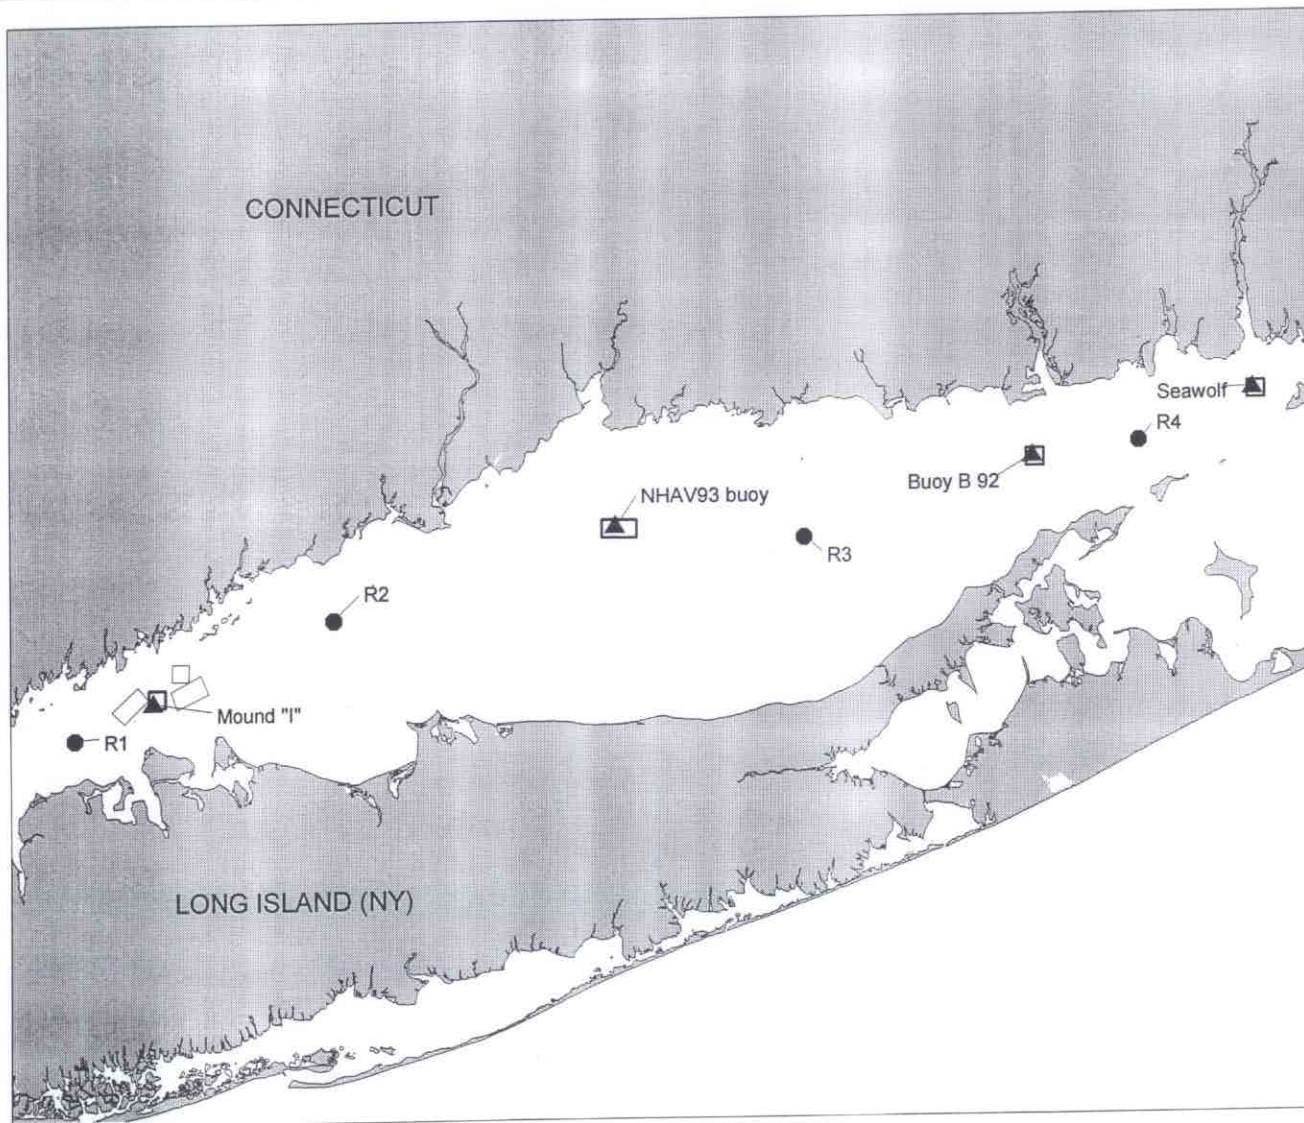 CONNECTICUT
Seawolf
R4
Buoy B 92
NHAV93 buoy
R3
R2
Mound "I"
R1
LONG ISLAND (NY)